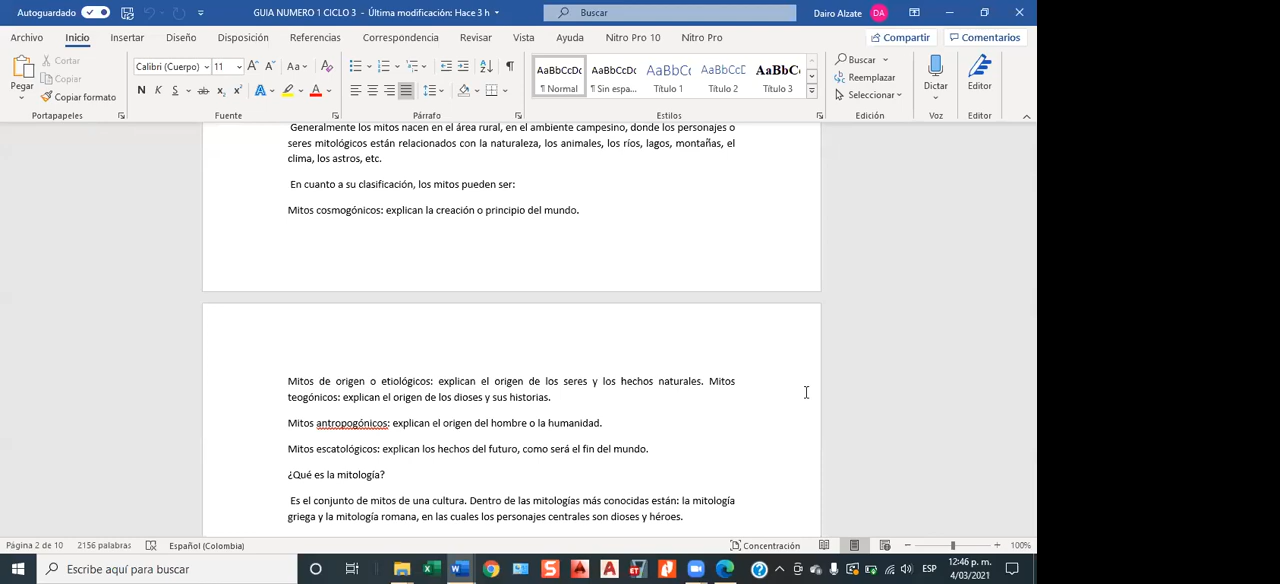 Autoguardado
GUIA NUMERO 1 CICLO 3 - Última modificación: Hace 3 h
Buscar
Dairo Alzate DA
Archivo Inicio Insertar Diseño Disposición Referencias Correspondencia Revisar Vista Ayuda Nitro Pro 10 Nitro Pro Compartir Comentarios
Pegar
Cortar
Copiar
Copiar formato
Portapapeles
Calibri (Cuerpo) 11
Aa
N K S ab x₂ x²
Fuente
Párrafo
AaBbCcDc AaBbCcDc AaBbCc AaBbCcD AaBbC
¶ Normal ¶ Sin espa... Título 1 Título 2 Título 3
Estilos
Buscar
Reemplazar
Seleccionar
Edición
Dictar
Voz
Editor
Editor
Generalmente los mitos nacen en el área rural, en el ambiente campesino, donde los personajes o
seres mitológicos están relacionados con la naturaleza, los animales, los ríos, lagos, montañas, el
clima, los astros, etc.
En cuanto a su clasificación, los mitos pueden ser:
Mitos cosmogónicos: explican la creación o principio del mundo.
Mitos de origen o etiológicos: explican el origen de los seres y los hechos naturales. Mitos
teogónicos: explican el origen de los dioses y sus historias.
Mitos antropogónicos: explican el origen del hombre o la humanidad.
Mitos escatológicos: explican los hechos del futuro, como será el fin del mundo.
¿Qué es la mitología?
Es el conjunto de mitos de una cultura. Dentro de las mitologías más conocidas están: la mitología
griega y la mitología romana, en las cuales los personajes centrales son dioses y héroes.
Página 2 de 10 2156 palabras Español (Colombia) Concentración 100%
Escribe aquí para buscar
ESP
12:46 p. m.
4/03/2021